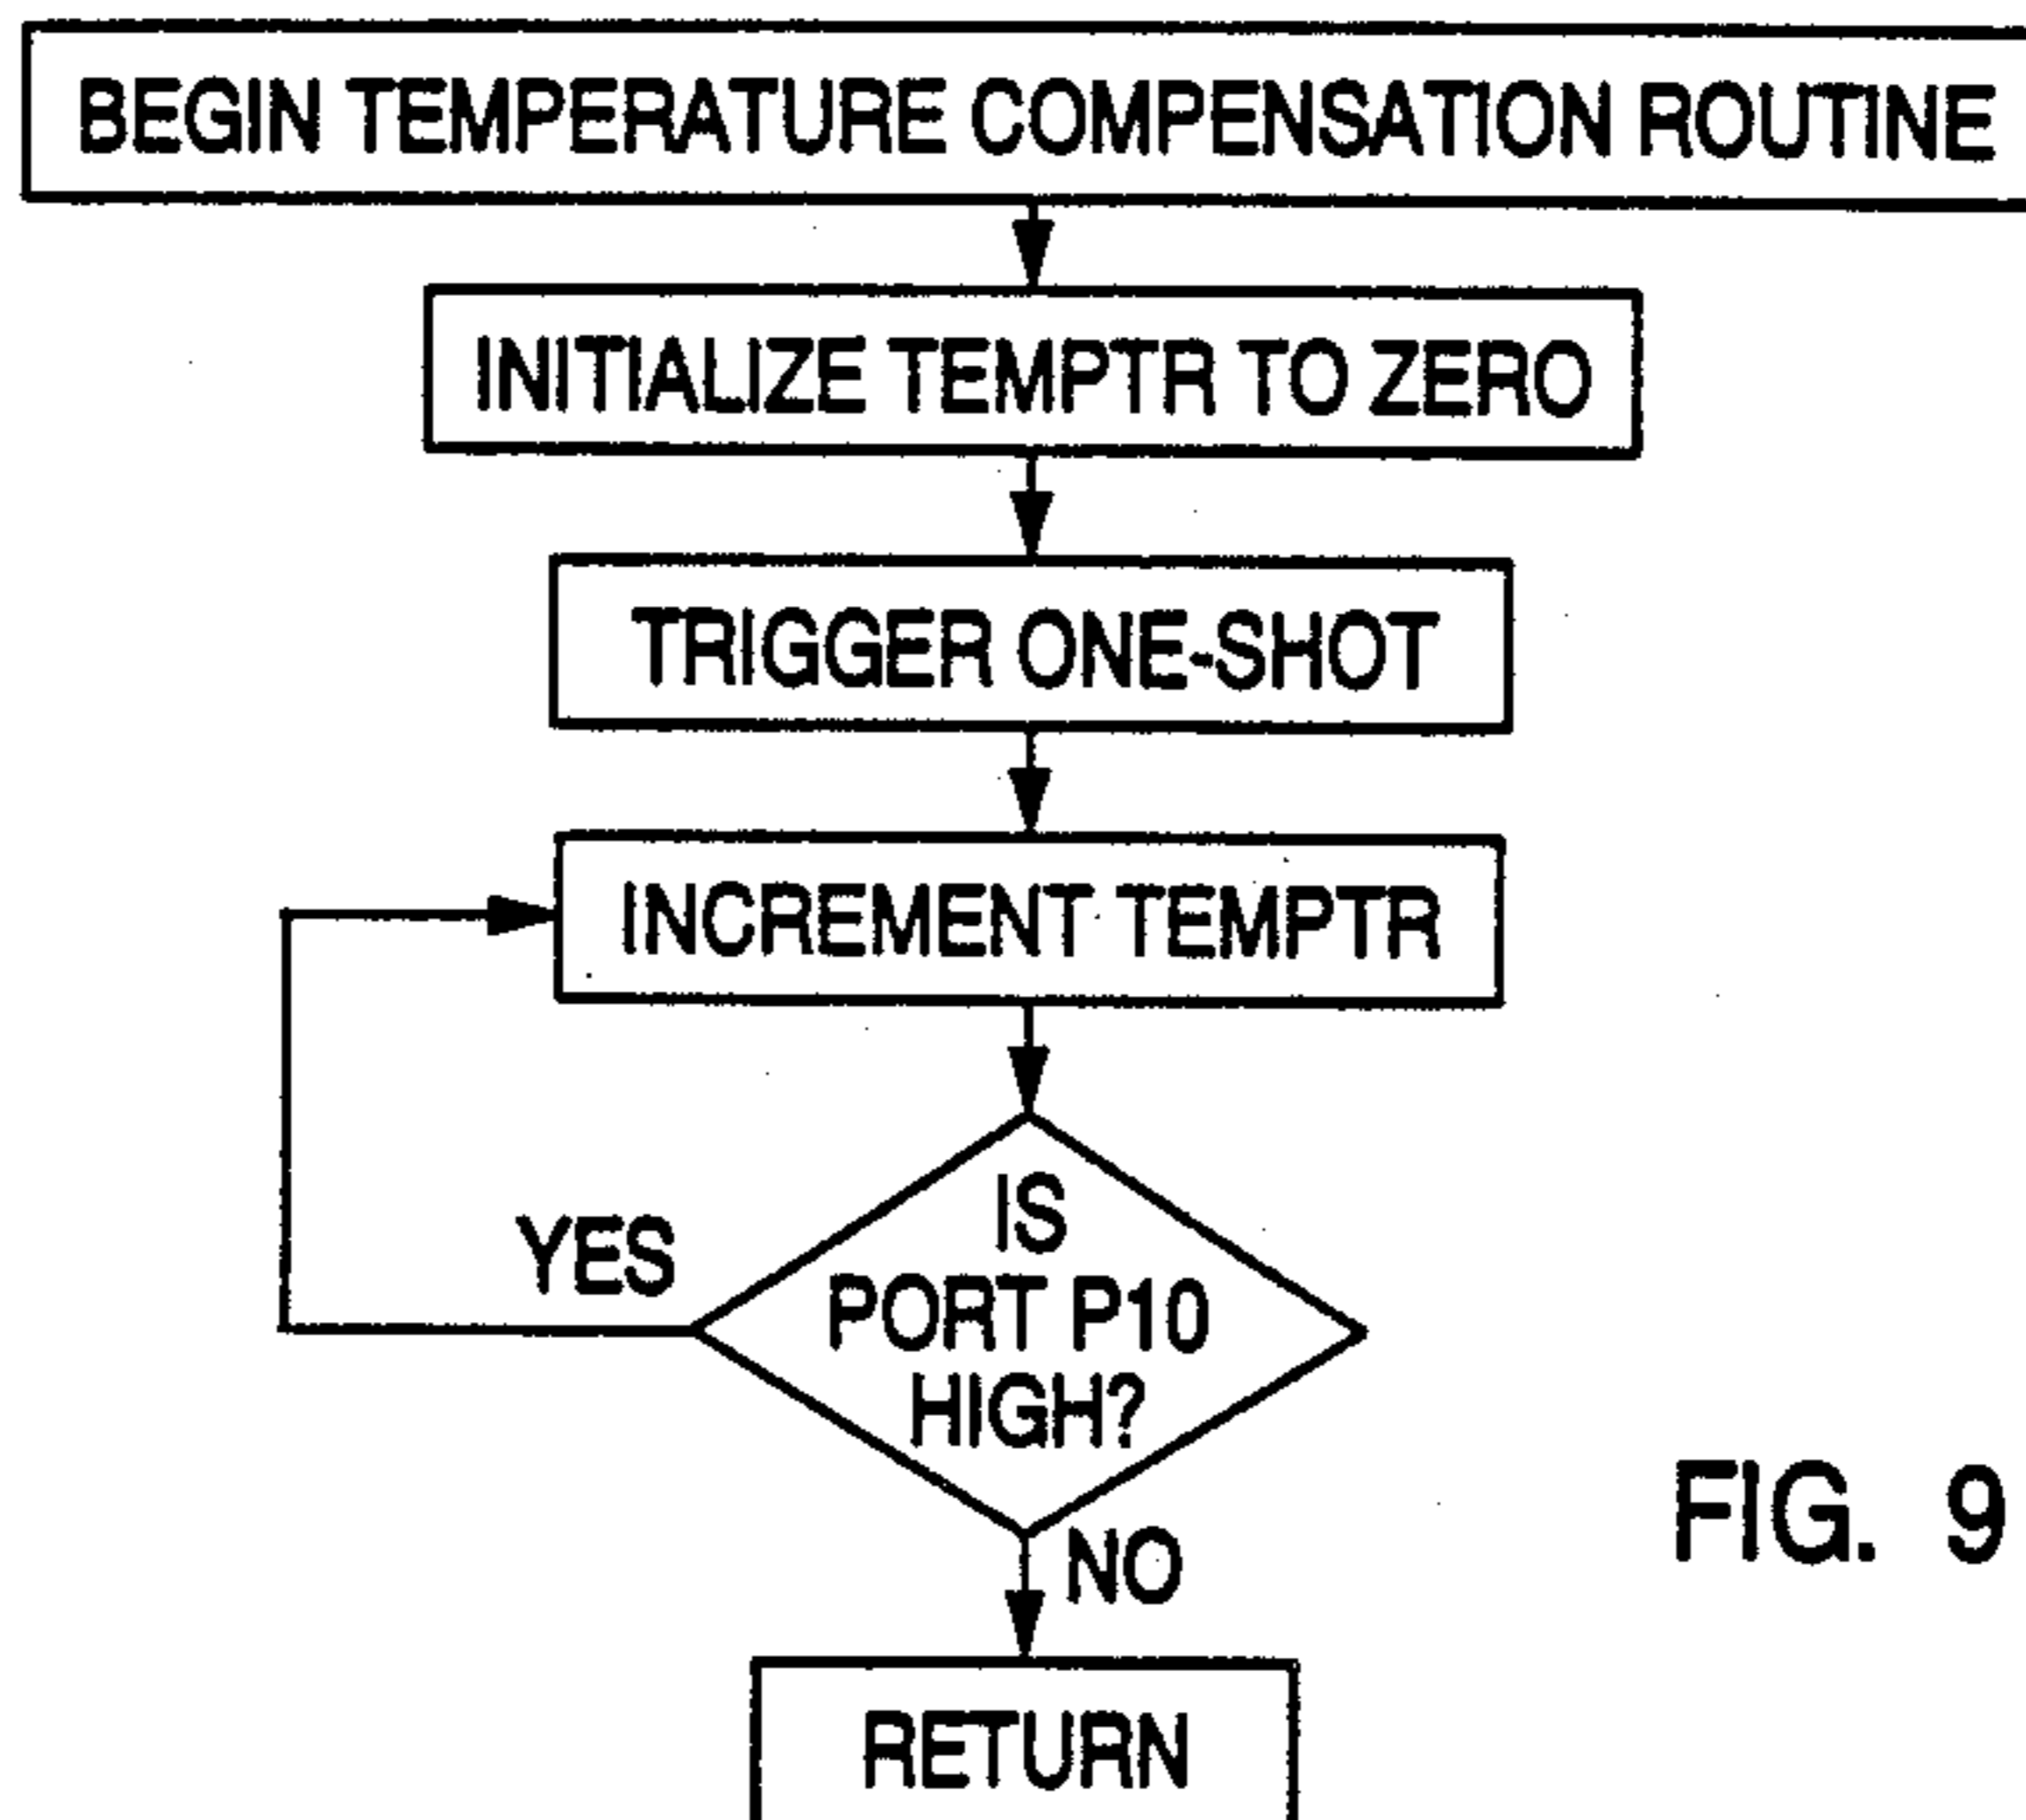 BEGIN TEMPERATURE COMPENSATION ROUTINE
INITIALIZE TEMPTR TO ZERO
TRIGGER ONE-SHOT
INCREMENT TEMPTR
IS
PORT P10
HIGH?
YES
NO
RETURN
FIG. 9